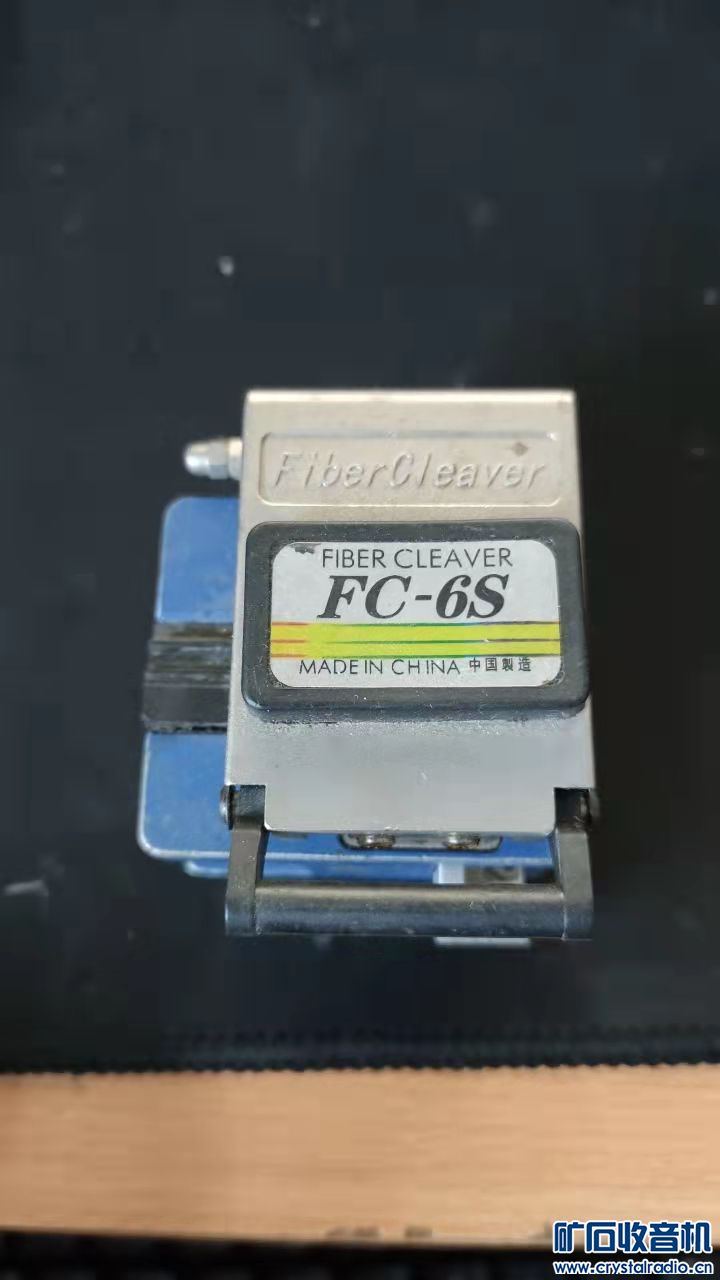 FiberCleaver
FIBER CLEAVER
FC-6S
MADE IN CHINA 中国製造
矿石收音机
www.crystalradio.cn